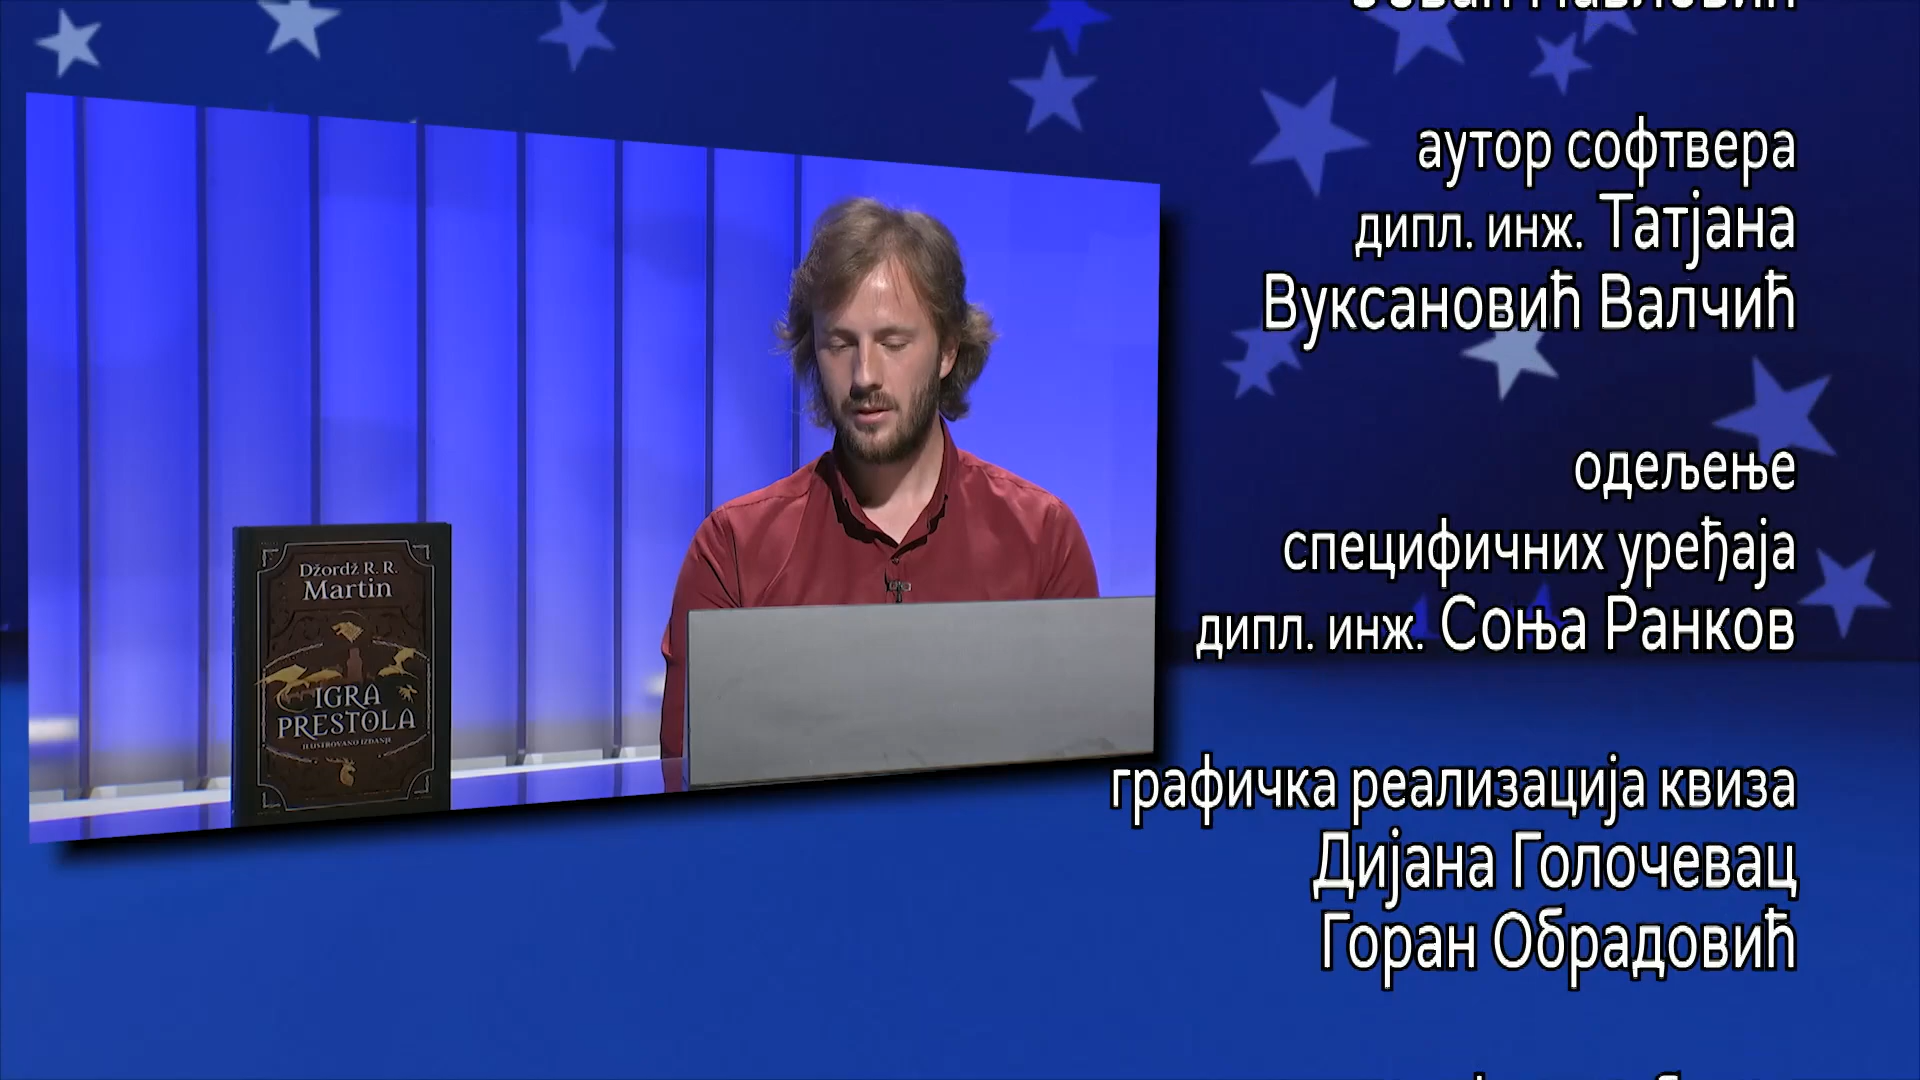 аутор софтвера
дипл. инж. Татјана
Вуксановић Валчић
одељење
специфичних уређаја
дипл. инж. Соња Ранков
графичка реализација квиза
Дијана Голочевац
Горан Обрадовић
Džordž R. R.
Martin
IGRA
PRESTOLA
ILUSTROVANO IZDANJE